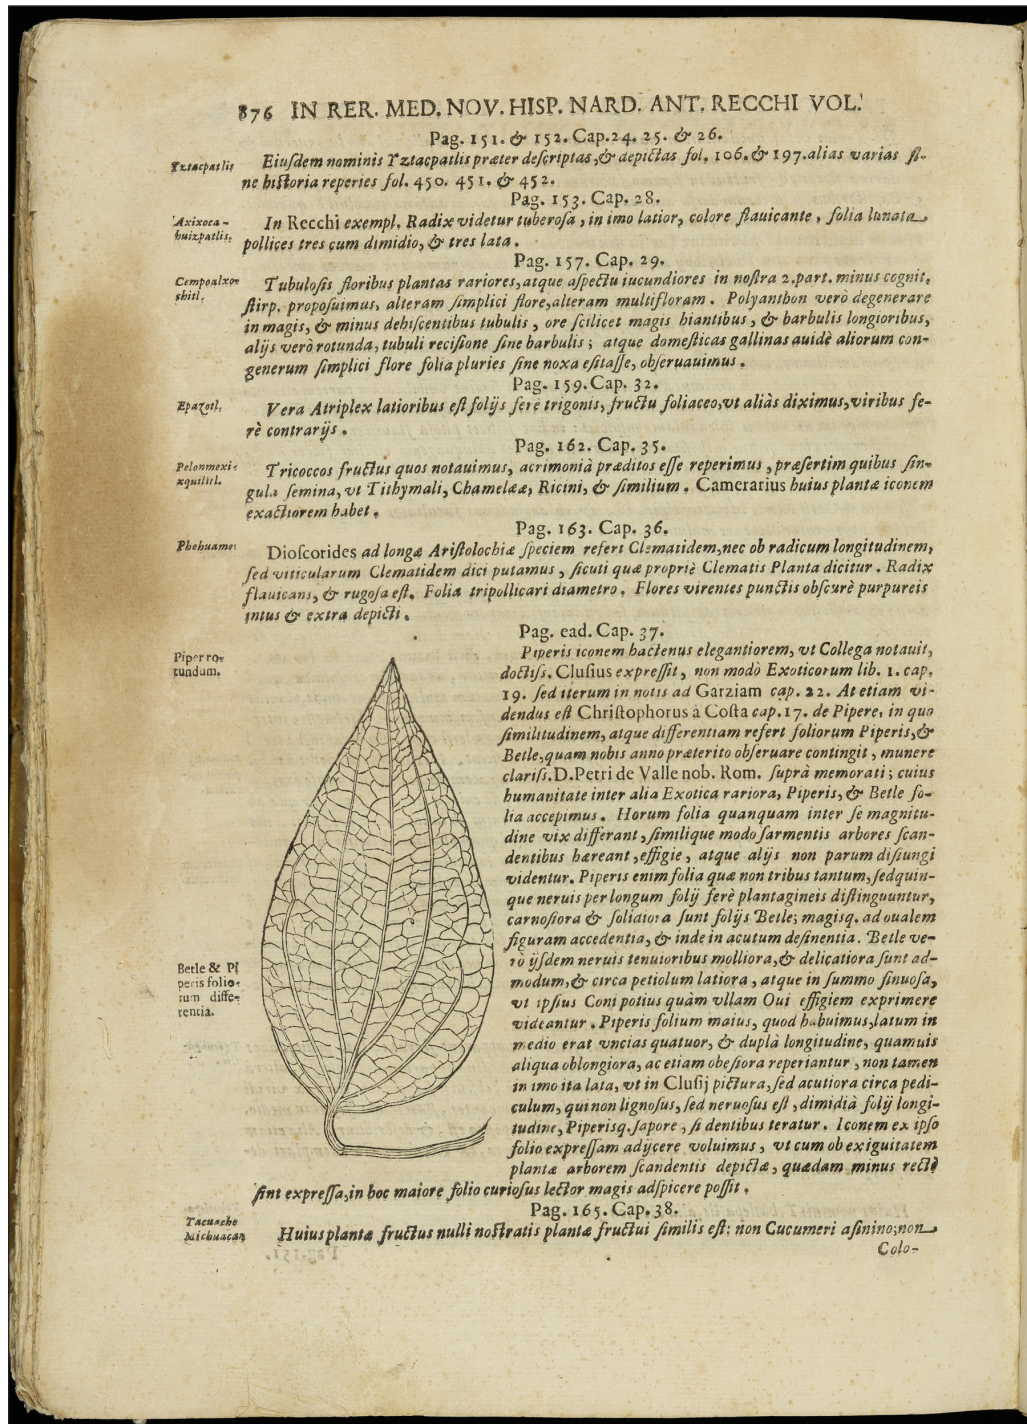 876 IN RER. MED. NOV. HISP. NARD. ANT. RECCHI VOL.
Pag. 151. & 152. Cap. 24. 25. & 26.
Yztacpatlis
Eiuſdem nominis Yztacpatlis præter deſcriptas, & depictas fol. 106. & 197. alias varias ſi-
ne hiſtoria reperies fol. 450. 451. & 452.
Pag. 153. Cap. 28.
Axixoca-
huizpatlis.
In Recchi exempl. Radix videtur tuberoſa, in imo latior, colore flauicante, folia lunata
pollices tres cum dimidio, & tres lata.
Pag. 157. Cap. 29.
Cempoalxo-
chitl.
Tubuloſis floribus plantas rariores, atque aſpectu iucundiores in noſtra 2. part. minus cognit.
ſtirp. propoſuimus, alteram ſimplici flore, alteram multifloram. Polyanthon verò degenerare
in magis, & minus dehiſcentibus tubulis, ore ſcilicet magis hiantibus, & barbulis longioribus,
alijs verò rotunda, tubuli reciſione ſine barbulis; atque domeſticas gallinas auidè aliorum con-
generum ſimplici flore folia pluries ſine noxa eſitaſſe, obſeruauimus.
Pag. 159. Cap. 32.
Epazotl.
Vera Atriplex latioribus eſt folijs ferè trigonis, fructu foliaceo, vt aliàs diximus, viribus fe-
rè contrarijs.
Pag. 162. Cap. 35.
Pelonmexi-
xquilitl.
Tricoccos fructus quos notauimus, acrimonià præditos eſſe reperimus, præſertim quibus ſin-
gula ſemina, vt Tithymali, Chamelææ, Ricini, & ſimilium. Camerarius huius plantæ iconem
exactiorem habet.
Pag. 163. Cap. 36.
Phehuame
Dioſcorides ad longæ Ariſtolochiæ ſpeciem refert Clematidem, nec ob radicum longitudinem,
ſed viticularum Clematidem dici putamus, ſicuti quæ propriè Clematis Planta dicitur. Radix
flauicans, & rugoſa eſt. Folia tripollicari diametro. Flores virentes punctis obſcurè purpureis
intus & extra depicti.
Pag. ead. Cap. 37.
Piper ro-
tundum.
Piperis iconem hactenus elegantiorem, vt Collega notauit,
doctiſs. Cluſius expreſſit, non modò Exoticorum lib. 1. cap.
19. ſed iterum in notis ad Garziam cap. 22. At etiam vi-
dendus eſt Chriſtophorus à Coſta cap. 17. de Pipere, in quo
ſimilitudinem, atque differentiam refert foliorum Piperis, &
Betle, quam nobis anno præterito obſeruare contingit, munere
clariſs. D. Petri de Valle nob. Rom. ſuprà memorati; cuius
humanitate inter alia Exotica rariora, Piperis, & Betle fo-
lia accepimus. Horum folia quanquam inter ſe magnitu-
dine vix differant, ſimilique modo ſarmentis arbores ſcan-
dentibus hæreant, effigie, atque alijs non parum diſiungi
videntur. Piperis enim folia quæ non tribus tantum, ſed quin-
que neruis per longum folij ferè plantagineis diſtinguuntur,
carnoſiora & ſolidiora ſunt folijs Betle; magisq. ad oualem
figuram accedentia, & inde in acutum deſinentia. Betle ve-
rò ijſdem neruis tenuioribus molliora, & delicatiora ſunt ad-
modum, & circa petiolum latiora, atque in ſummo ſinuoſa,
vt ipſius Coni potius quàm vllam Oui effigiem exprimere
videantur. Piperis folium maius, quod habuimus, latum in
medio erat vncias quatuor, & duplà longitudine, quamuis
aliqua oblongiora, ac etiam obeſiora reperiantur, non tamen
in imo ita lata, vt in Cluſij pictura, ſed acutiora circa pedi-
culum, qui non lignoſus, ſed neruoſus eſt, dimidià folij longi-
tudine, Piperisq. ſapore, ſi dentibus teratur. Iconem ex ipſo
folio expreſſam adijcere voluimus, vt cum ob exiguitatem
plantæ arborem ſcandentis depictæ, quædam minus rectè
ſint expreſſa, in hoc maiore folio curioſus lector magis adſpicere poſſit.
Betle & Pi
peris folio-
rum diffe-
rentia.
Pag. 165. Cap. 38.
Tacuache
Michuacan
Huius plantæ fructus nulli noſtratis plantæ fructui ſimilis eſt: non Cucumeri aſinino; non
Colo-